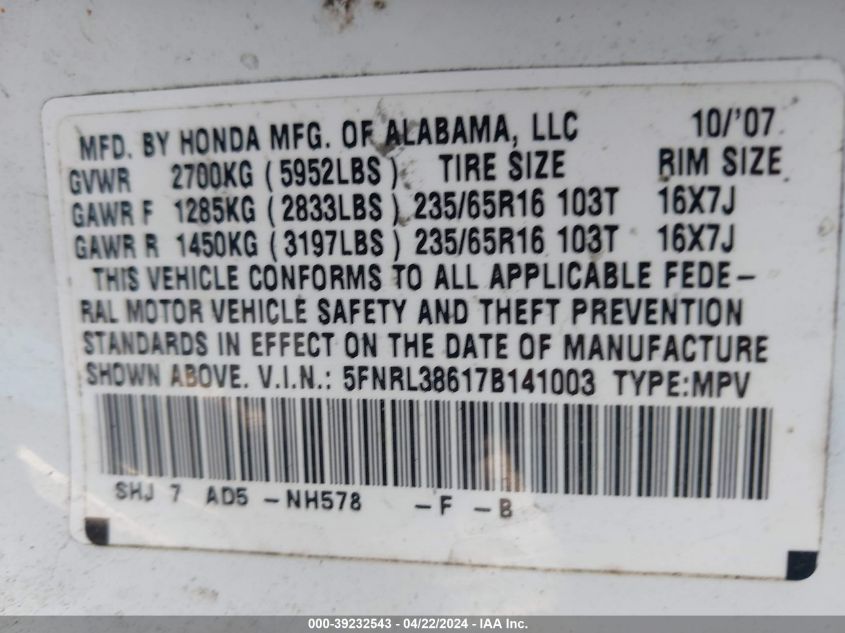 MFD. BY HONDA MFG. OF ALABAMA, LLC 10/'07
GVWR 2700KG (5952LBS) TIRE SIZE RIM SIZE
GAWR F 1285KG (2833LBS) 235/65R16 103T 16X7J
GAWR R 1450KG (3197LBS) 235/65R16 103T 16X7J
THIS VEHICLE CONFORMS TO ALL APPLICABLE FEDE-
RAL MOTOR VEHICLE SAFETY AND THEFT PREVENTION
STANDARDS IN EFFECT ON THE DATE OF MANUFACTURE
SHOWN ABOVE. V.I.N.: 5FNRL38617B141003 TYPE:MPV
SHJ 7 AD5 -NH578 -F -B
000-39232543 - 04/22/2024 - IAA Inc.